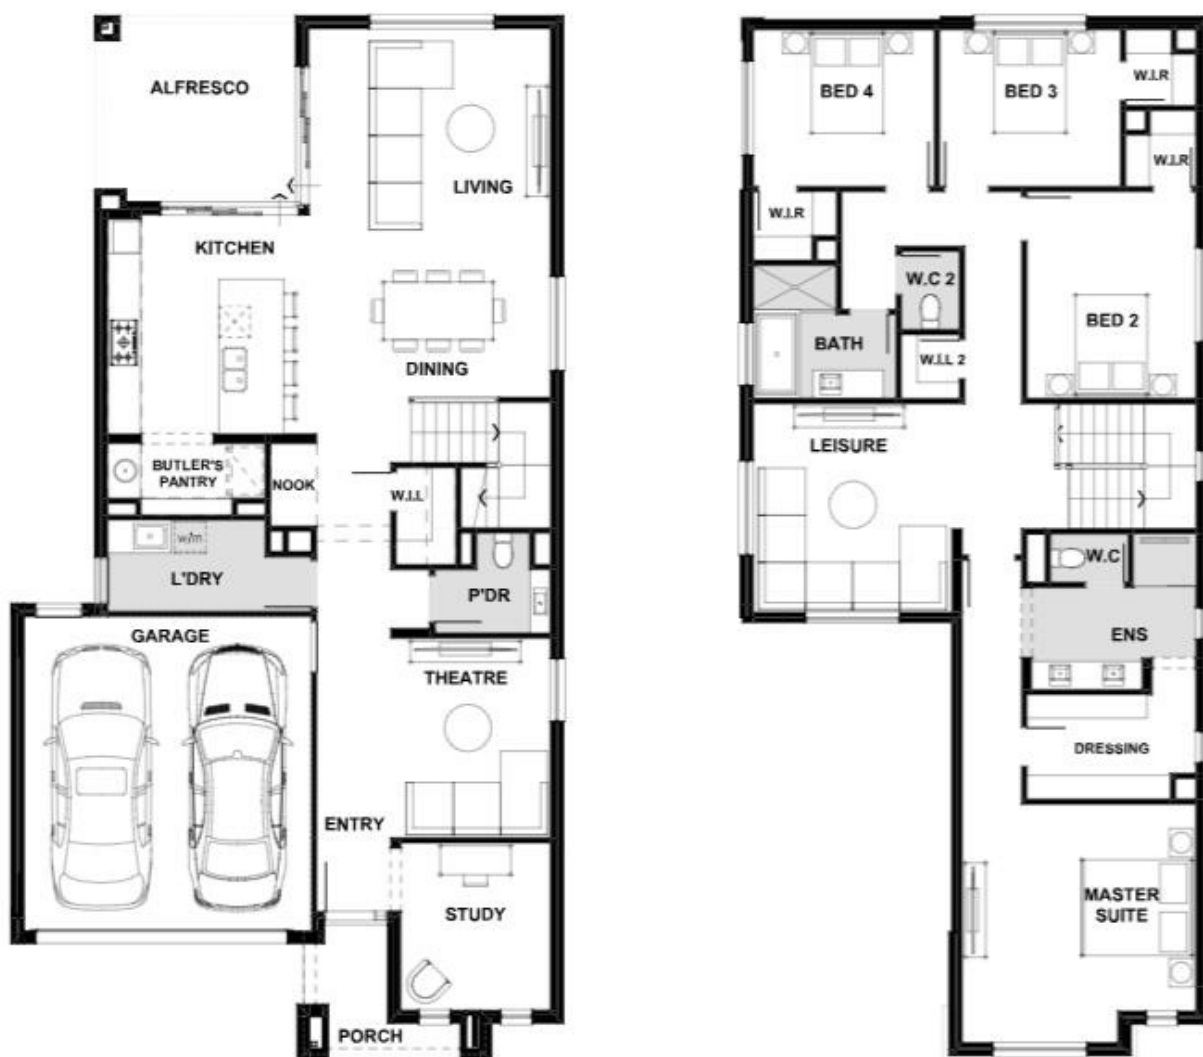 ALFRESCO
LIVING
KITCHEN
DINING
BUTLER'S
PANTRY
NOOK
W.I.L
w/m
L'DRY
P'DR
GARAGE
THEATRE
ENTRY
STUDY
PORCH
BED 4
BED 3
W.I.R
W.I.R
W.I.R
W.C 2
BED 2
BATH
W.I.L 2
LEISURE
W.C
ENS
DRESSING
MASTER
SUITE